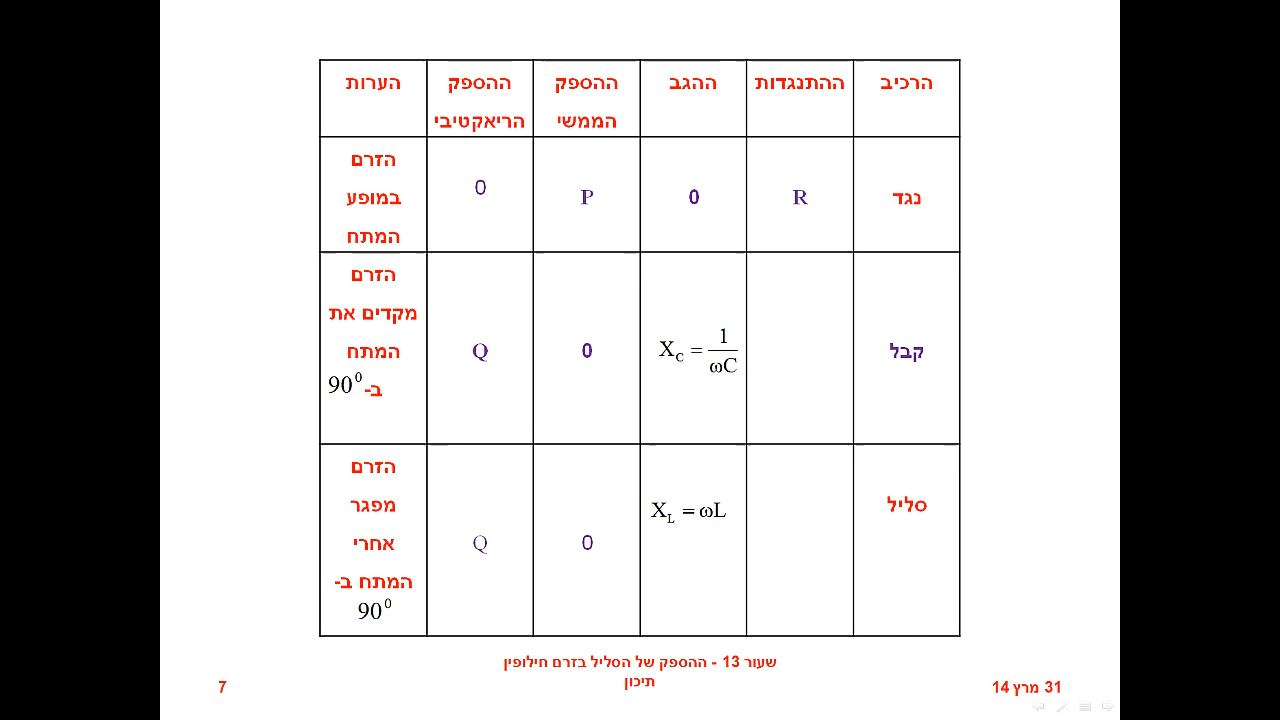 הרכיב
ההתנגדות
ההגב
ההספק
הממשי
ההספק
הריאקטיבי
הערות
נגד
R
0
P
0
הזרם
במופע
המתח
קבל
X_C = 1/ωC
0
Q
הזרם
מקדים את
המתח
ב- 90⁰
סליל
X_L = ωL
0
Q
הזרם
מפגר
אחרי
המתח ב-
90⁰
31 מרץ 14
שעור 13 - ההספק של הסליל בזרם חילופין
תיכון
7